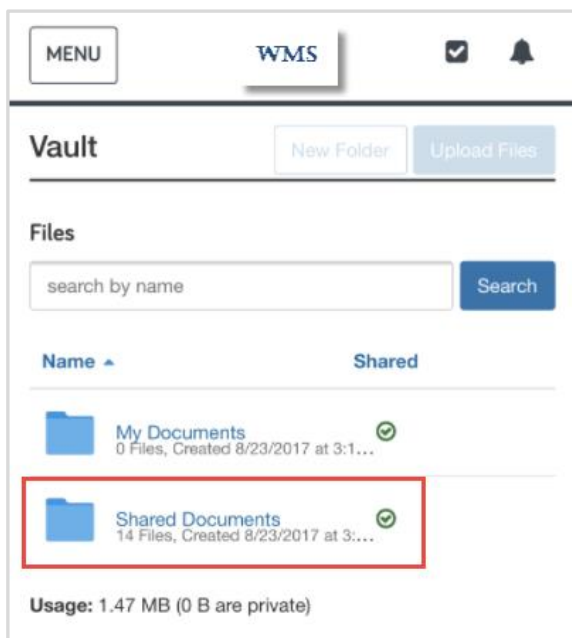 MENU
WMS
Vault
New Folder
Upload Files
Files
search by name
Search
Name
Shared
My Documents
0 Files, Created 8/23/2017 at 3:1...
Shared Documents
14 Files, Created 8/23/2017 at 3:...
Usage: 1.47 MB (0 B are private)